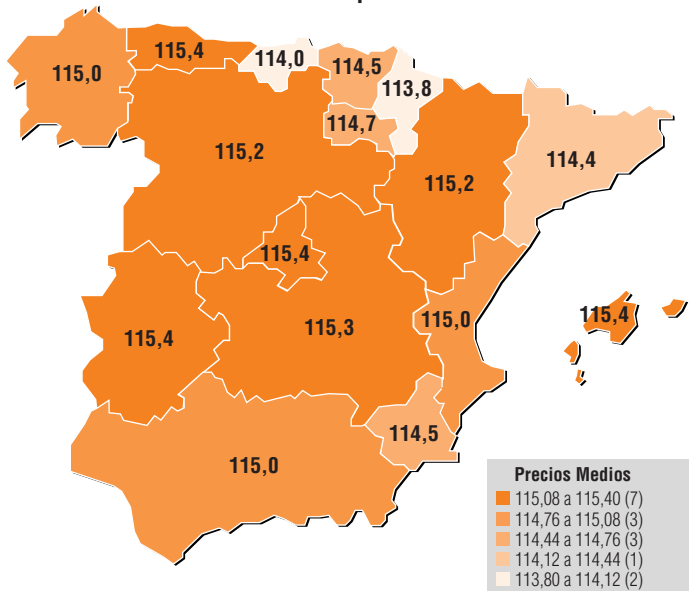 115,4
114,0
115,0
114,5
113,8
114,7
115,2
114,4
115,2
115,4
115,0
115,4
115,3
115,4
114,5
115,0
Precios Medios
115,08 a 115,40 (7)
114,76 a 115,08 (3)
114,44 a 114,76 (3)
114,12 a 114,44 (1)
113,80 a 114,12 (2)